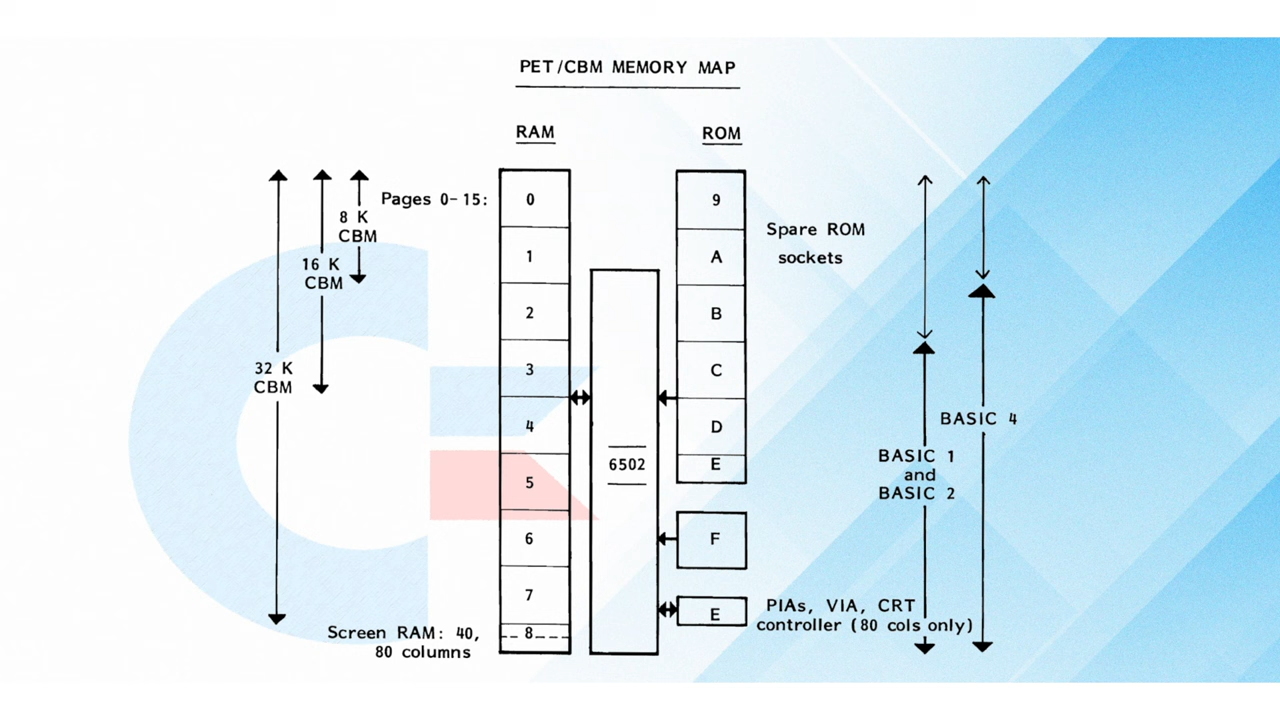 PET/CBM MEMORY MAP
RAM
ROM
Pages 0-15:
8 K
CBM
16 K
CBM
32 K
CBM
0
1
2
3
4
5
6
7
8
Screen RAM: 40,
80 columns
6502
9
A
B
C
D
E
F
E
Spare ROM
sockets
PIAs, VIA, CRT
controller (80 cols only)
BASIC 1
and
BASIC 2
BASIC 4